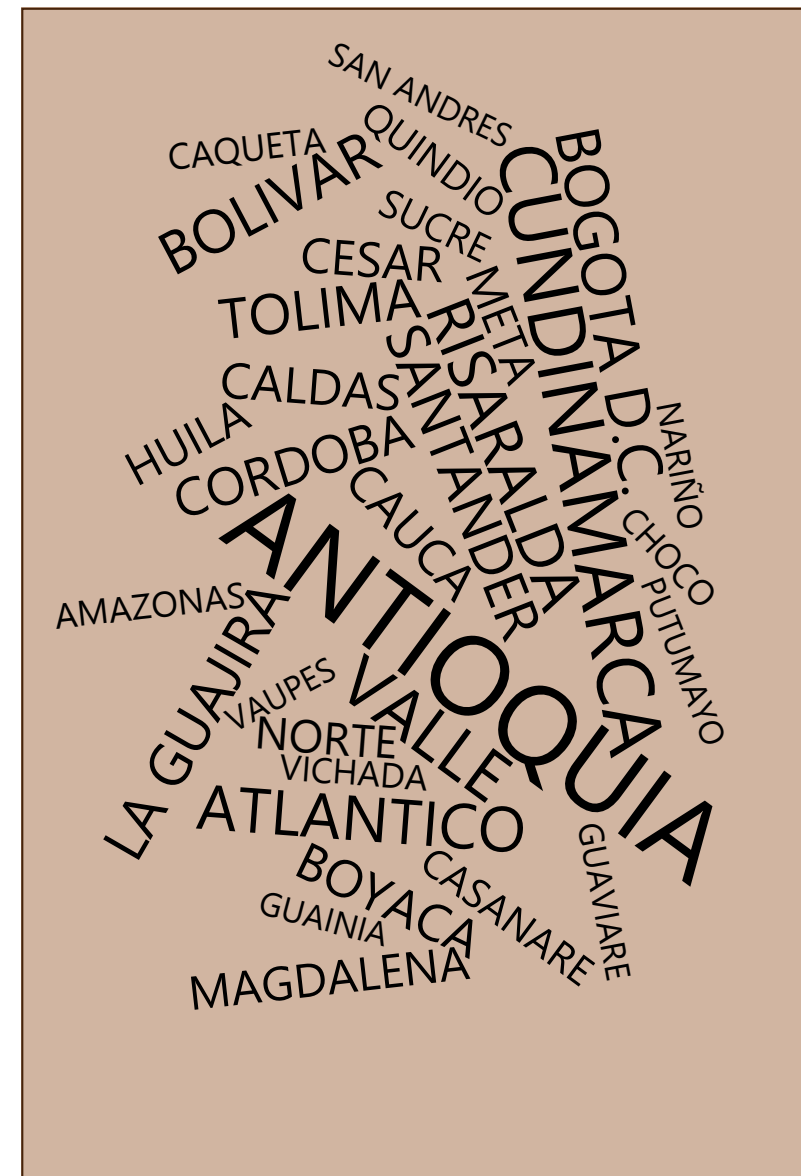 SAN ANDRES
QUINDIO
CAQUETA
BOLIVAR
BOGOTA D.C.
CUNDINAMARCA
SUCRE
CESAR
META
TOLIMA
RISARALDA
SANTANDER
CALDAS
HUILA
CORDOBA
NARIÑO
CAUCA
ANTIOQUIA
CHOCO
PUTUMAYO
AMAZONAS
LA GUAJIRA
VAUPES
VALLE
NORTE
VICHADA
ATLANTICO
GUAVIARE
BOYACA
CASANARE
GUAINIA
MAGDALENA